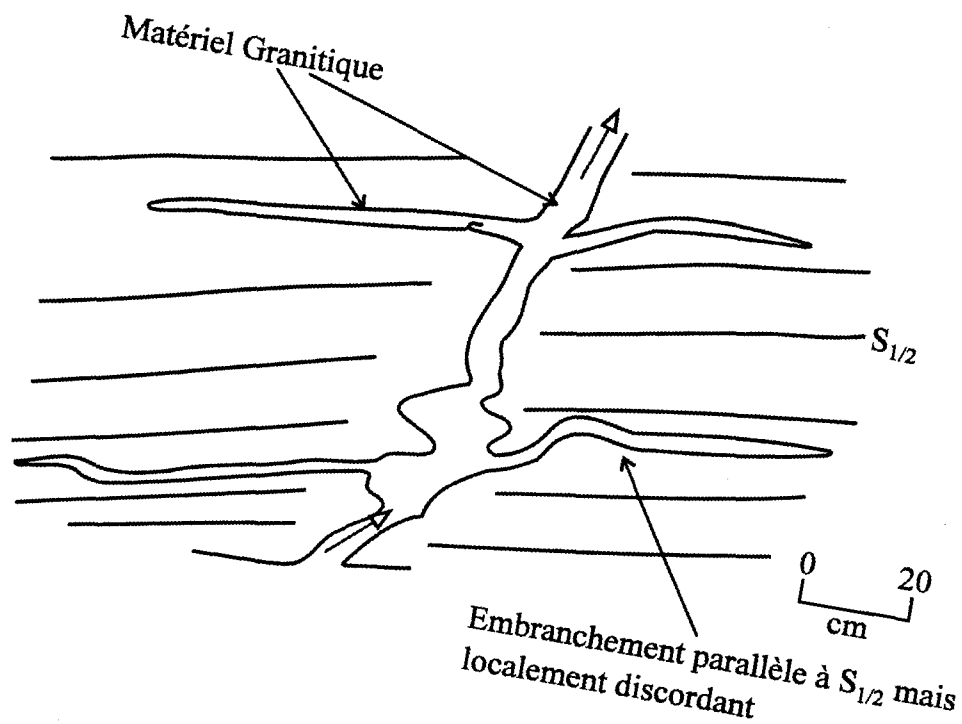 Matériel Granitique
S1/2
0 20
cm
Embranchement parallèle à S1/2 mais
localement discordant